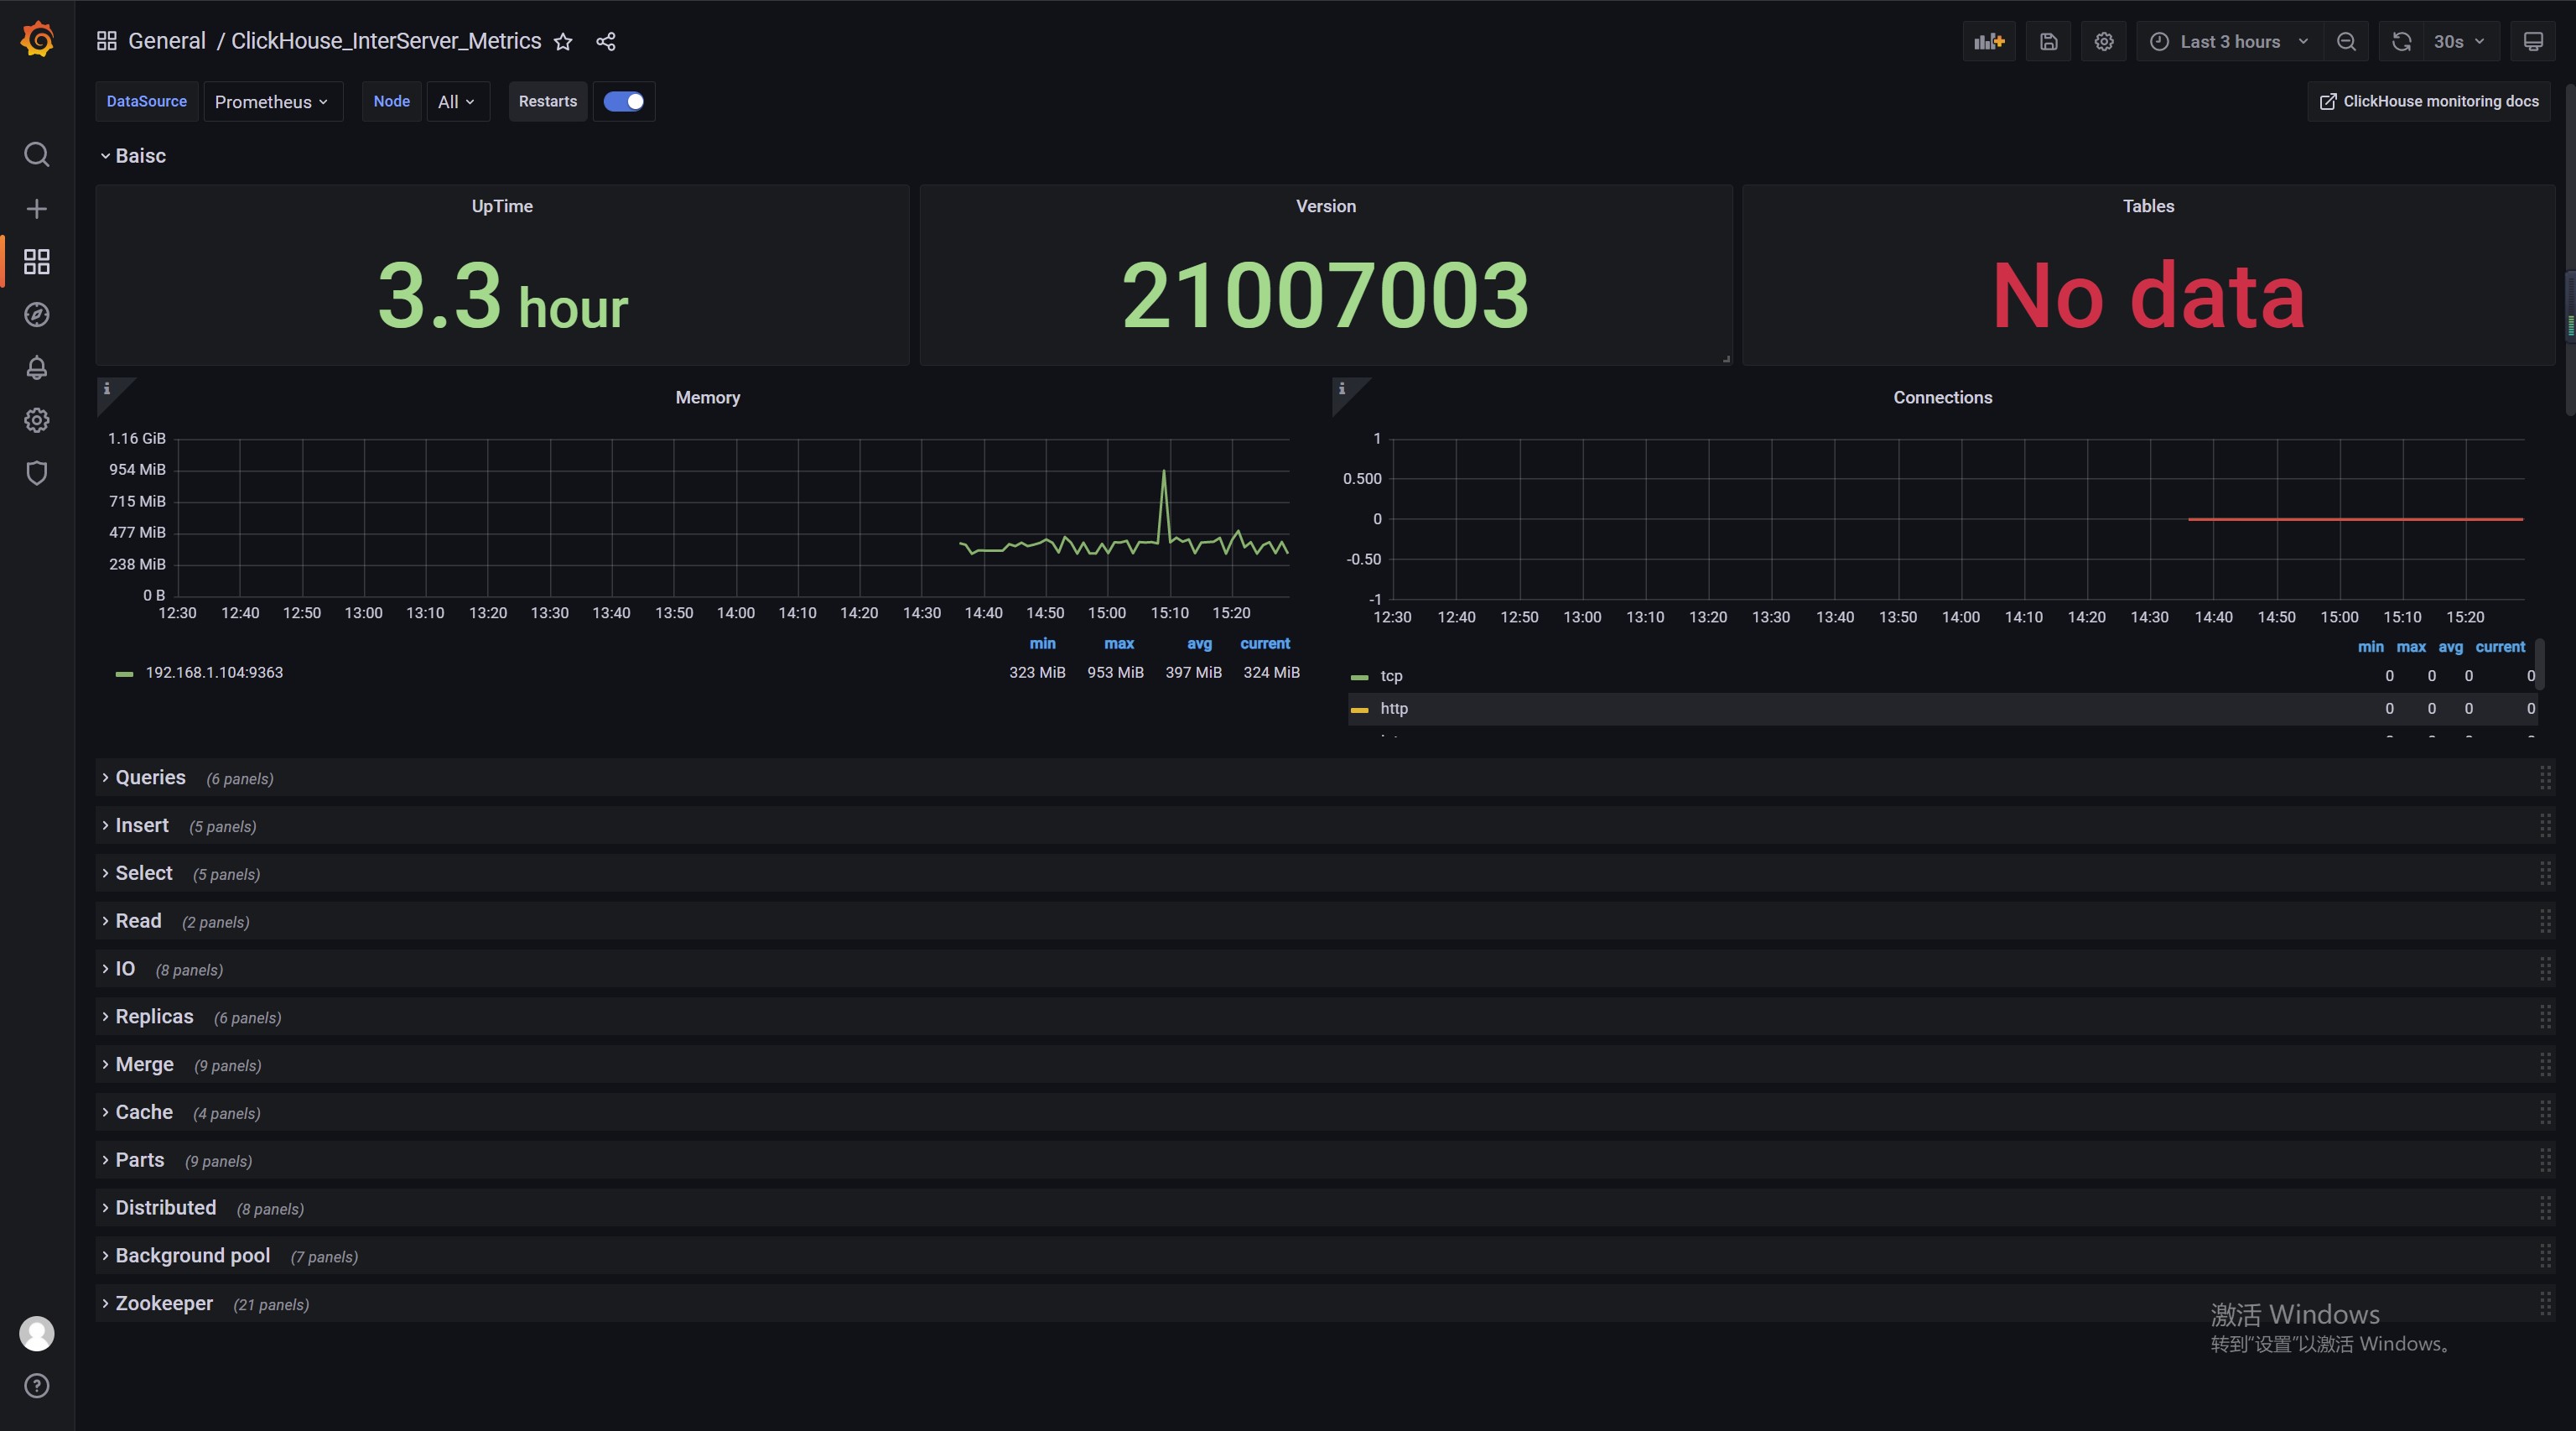 General / ClickHouse_InterServer_Metrics
Last 3 hours
30s
DataSource Prometheus Node All Restarts
ClickHouse monitoring docs
Baisc
UpTime
3.3 hour
Version
21007003
Tables
No data
Memory
1.16 GiB
954 MiB
715 MiB
477 MiB
238 MiB
0 B
12:30 12:40 12:50 13:00 13:10 13:20 13:30 13:40 13:50 14:00 14:10 14:20 14:30 14:40 14:50 15:00 15:10 15:20
min max avg current
192.168.1.104:9363 323 MiB 953 MiB 397 MiB 324 MiB
Connections
1
0.500
0
-0.50
-1
12:30 12:40 12:50 13:00 13:10 13:20 13:30 13:40 13:50 14:00 14:10 14:20 14:30 14:40 14:50 15:00 15:10 15:20
min max avg current
tcp 0 0 0 0
http 0 0 0 0
Queries (6 panels)
Insert (5 panels)
Select (5 panels)
Read (2 panels)
IO (8 panels)
Replicas (6 panels)
Merge (9 panels)
Cache (4 panels)
Parts (9 panels)
Distributed (8 panels)
Background pool (7 panels)
Zookeeper (21 panels)
激活 Windows
转到“设置”以激活 Windows。